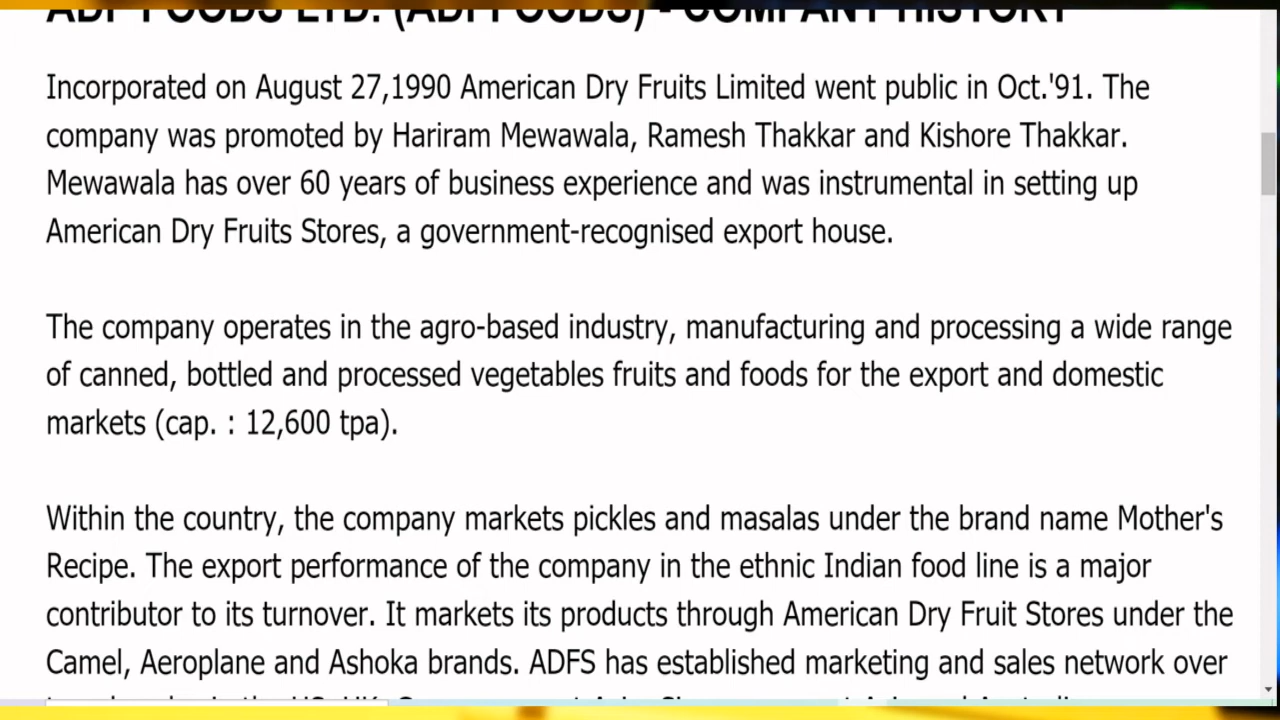 ADF FOODS LTD. (ADFFOODS) - COMPANY HISTORY
Incorporated on August 27,1990 American Dry Fruits Limited went public in Oct.'91. The
company was promoted by Hariram Mewawala, Ramesh Thakkar and Kishore Thakkar.
Mewawala has over 60 years of business experience and was instrumental in setting up
American Dry Fruits Stores, a government-recognised export house.
The company operates in the agro-based industry, manufacturing and processing a wide range
of canned, bottled and processed vegetables fruits and foods for the export and domestic
markets (cap. : 12,600 tpa).
Within the country, the company markets pickles and masalas under the brand name Mother's
Recipe. The export performance of the company in the ethnic Indian food line is a major
contributor to its turnover. It markets its products through American Dry Fruit Stores under the
Camel, Aeroplane and Ashoka brands. ADFS has established marketing and sales network over